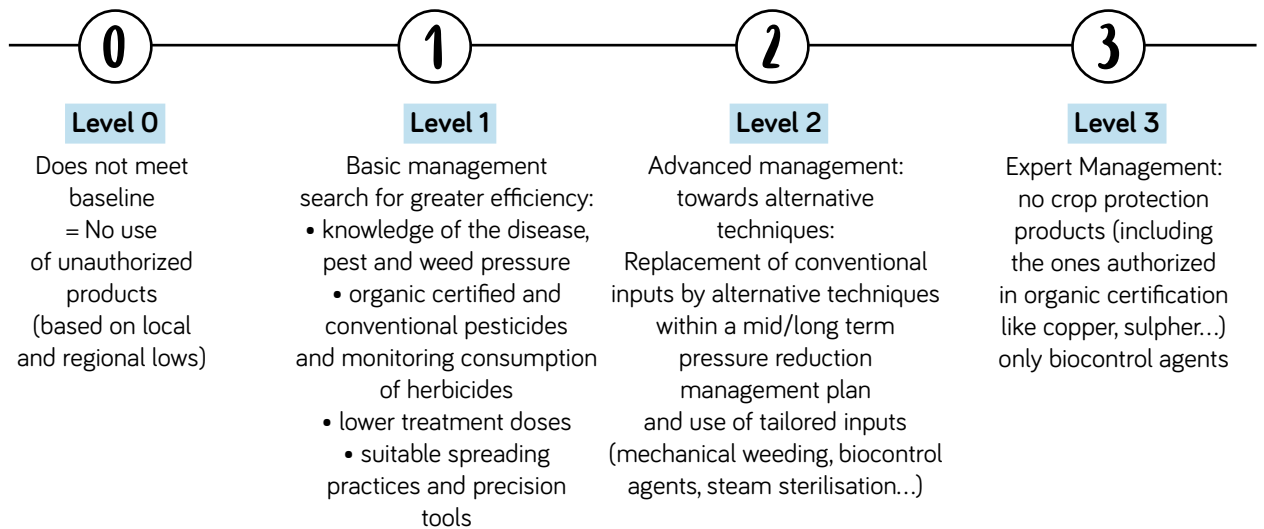 0
1
2
3
Level 0
Does not meet
baseline
= No use
of unauthorized
products
(based on local
and regional lows)
Level 1
Basic management
search for greater efficiency:
• knowledge of the disease,
pest and weed pressure
• organic certified and
conventional pesticides
and monitoring consumption
of herbicides
• lower treatment doses
• suitable spreading
practices and precision
tools
Level 2
Advanced management:
towards alternative
techniques:
Replacement of conventional
inputs by alternative techniques
within a mid/long term
pressure reduction
management plan
and use of tailored inputs
(mechanical weeding, biocontrol
agents, steam sterilisation...)
Level 3
Expert Management:
no crop protection
products (including
the ones authorized
in organic certification
like copper, sulpher...)
only biocontrol agents